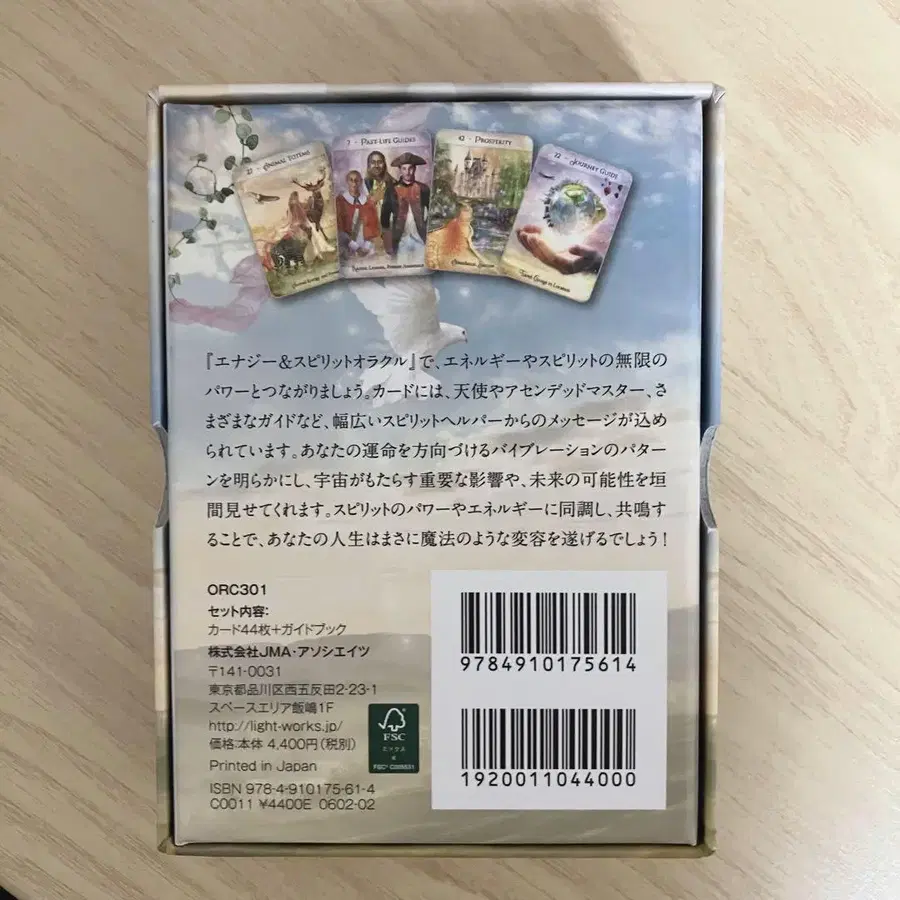 ANIMAL TOTEMS
7 - PAST-LIFE GUIDES
42 - PROSPERITY
22 - JOURNEY GUIDE
『エナジー&スピリットオラクル』で、エネルギーやスピリットの無限の
パワーとつながりましょう。カードには、天使やアセンデッドマスター、さ
まざまなガイドなど、幅広いスピリットヘルパーからのメッセージが込め
られています。あなたの運命を方向づけるバイブレーションのパター
ンを明らかにし、宇宙がもたらす重要な影響や、未来の可能性を垣
間見せてくれます。スピリットのパワーやエネルギーに同調し、共鳴す
ることで、あなたの人生はまさに魔法のような変容を遂げるでしょう!
ORC301
セット内容:
カード44枚+ガイドブック
株式会社JMA・アソシエイツ
〒141-0031
東京都品川区西五反田2-23-1
スペースエリア飯嶋1F
http://light-works.jp/
価格:本体 4,400円(税別)
Printed in Japan
ISBN 978-4-910175-61-4
C0011 ¥4400E 0602-02
FSC
ミックス
9784910175614
1920011044000